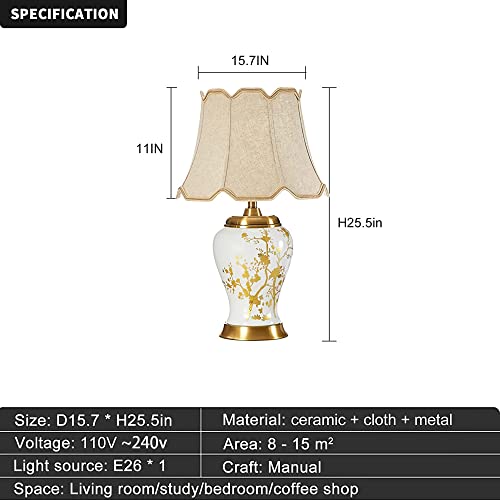 SPECIFICATION
15.7IN
11IN
H25.5in
Size: D15.7 * H25.5in
Material: ceramic + cloth + metal
Voltage: 110V ~240v
Area: 8 - 15 m²
Light source: E26 * 1
Craft: Manual
Space: Living room/study/bedroom/coffee shop